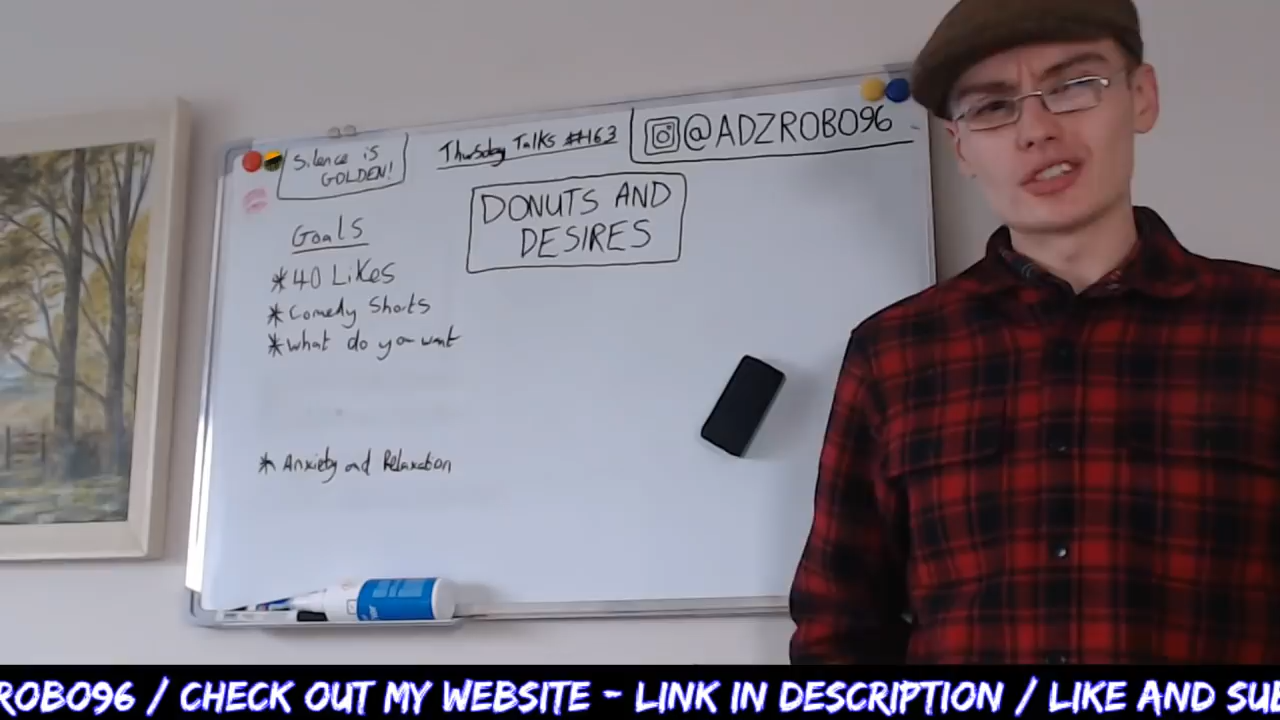 Silence is
GOLDEN!
Thursday Talks #163
@ADZROBO96
DONUTS AND
DESIRES
Goals
*40 Likes
*Comedy Shorts
*What do you want
* Anxiety and Relaxation
ROBO96 / CHECK OUT MY WEBSITE - LINK IN DESCRIPTION / LIKE AND SUB